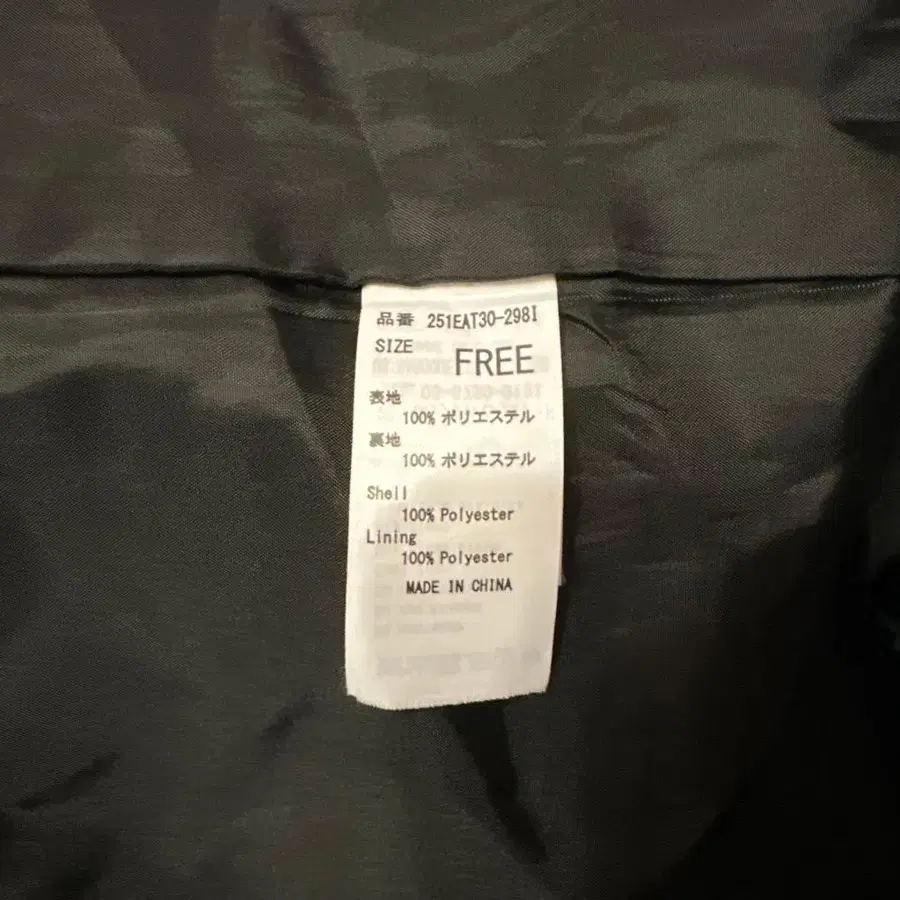 品番 251EAT30-298I
SIZE FREE
表地
100% ポリエステル
裏地
100% ポリエステル
Shell
100% Polyester
Lining
100% Polyester
MADE IN CHINA